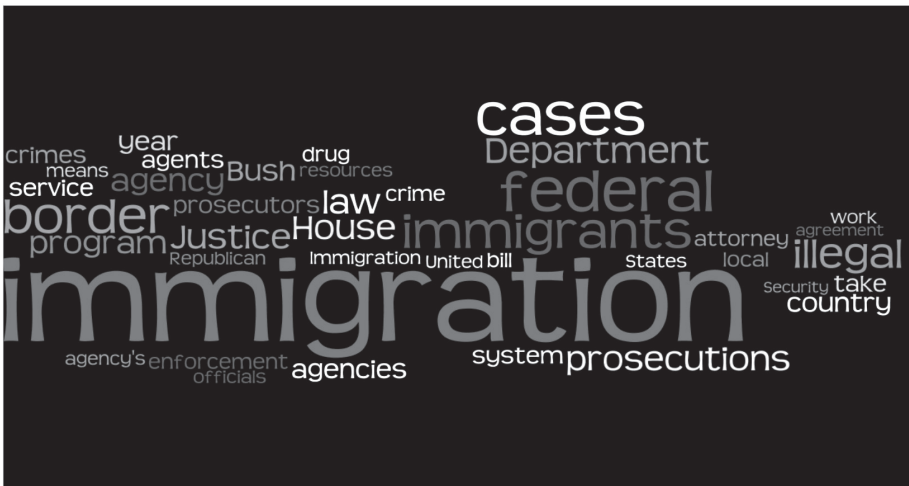 cases
year
crimes
agents
drug
Department
means
Bush
resources
service
agency
federal
crime
prosecutors
law
border
House
immigrants
work
program
Justice
attorney
agreement
illegal
Republican
Immigration
United
bill
States
local
immigration
Security
take
country
agency's
enforcement
system
prosecutions
officials
agencies